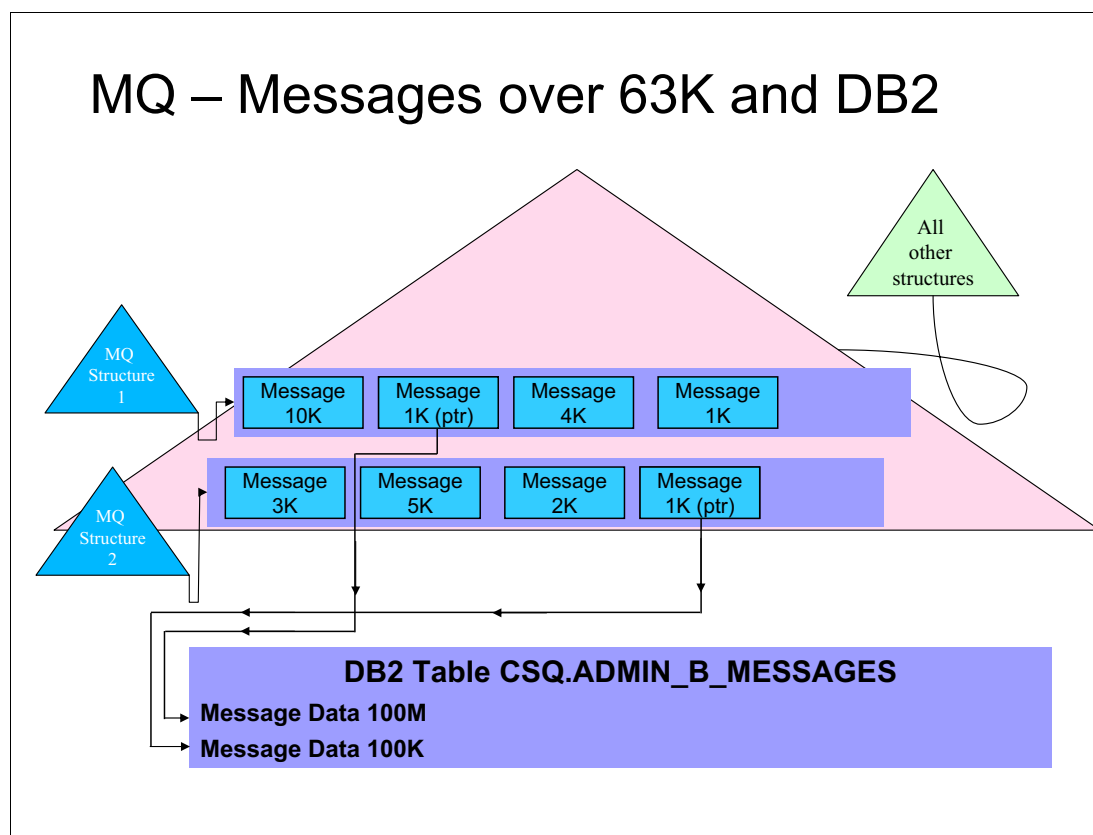 MQ – Messages over 63K and DB2
All
other
structures
MQ
Structure
1
Message
10K
Message
1K (ptr)
Message
4K
Message
1K
MQ
Structure
2
Message
3K
Message
5K
Message
2K
Message
1K (ptr)
DB2 Table CSQ.ADMIN_B_MESSAGES
Message Data 100M
Message Data 100K